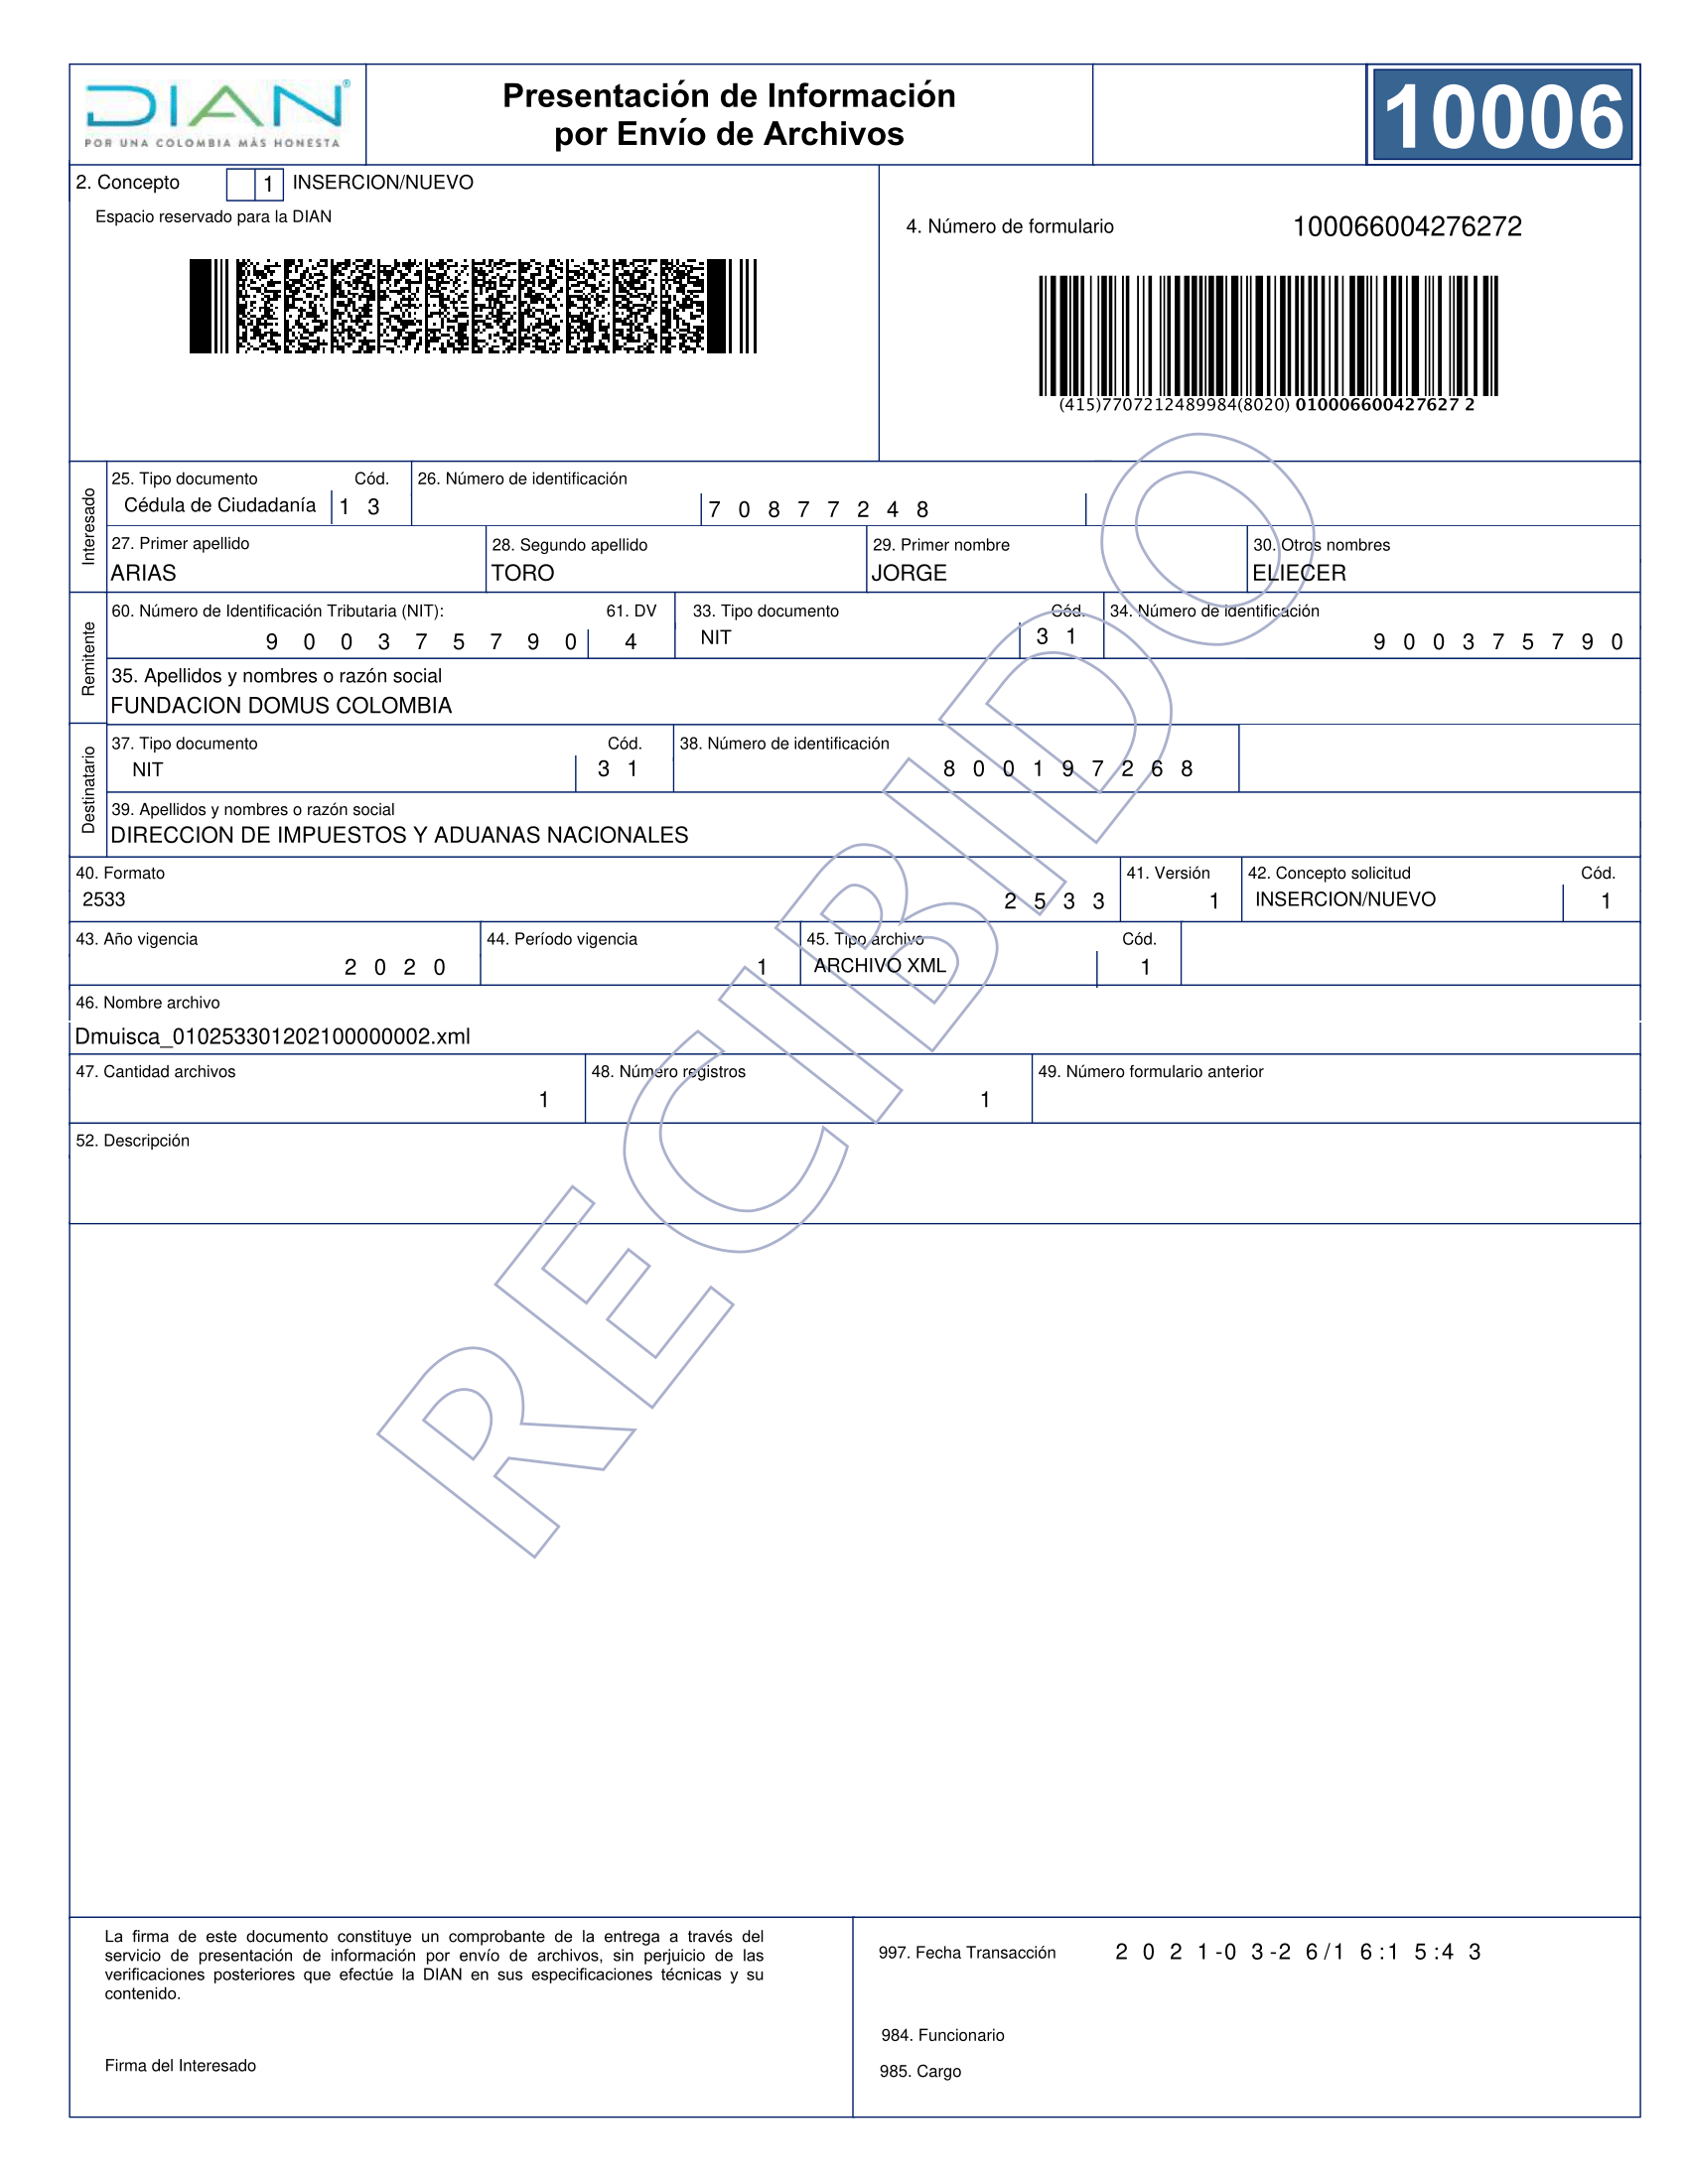 DIAN®
POR UNA COLOMBIA MÁS HONESTA
Presentación de Información
por Envío de Archivos
10006
2. Concepto 1 INSERCION/NUEVO
Espacio reservado para la DIAN
4. Número de formulario 100066004276272
(415)7707212489984(8020) 010006600427627 2
Interesado
25. Tipo documento Cód. 26. Número de identificación
Cédula de Ciudadanía 1 3 7 0 8 7 7 2 4 8
27. Primer apellido 28. Segundo apellido 29. Primer nombre 30. Otros nombres
ARIAS TORO JORGE ELIECER
Remitente
60. Número de Identificación Tributaria (NIT): 61. DV 33. Tipo documento Cód. 34. Número de identificación
9 0 0 3 7 5 7 9 0 4 NIT 3 1 9 0 0 3 7 5 7 9 0
35. Apellidos y nombres o razón social
FUNDACION DOMUS COLOMBIA
Destinatario
37. Tipo documento Cód. 38. Número de identificación
NIT 3 1 8 0 0 1 9 7 2 6 8
39. Apellidos y nombres o razón social
DIRECCION DE IMPUESTOS Y ADUANAS NACIONALES
40. Formato 41. Versión 42. Concepto solicitud Cód.
2533 2 5 3 3 1 INSERCION/NUEVO 1
43. Año vigencia 44. Período vigencia 45. Tipo archivo Cód.
2 0 2 0 1 ARCHIVO XML 1
46. Nombre archivo
Dmuisca_010253301202100000002.xml
47. Cantidad archivos 48. Número registros 49. Número formulario anterior
1 1
52. Descripción
RECIBIDO
La firma de este documento constituye un comprobante de la entrega a través del
servicio de presentación de información por envío de archivos, sin perjuicio de las
verificaciones posteriores que efectúe la DIAN en sus especificaciones técnicas y su
contenido.
Firma del Interesado
997. Fecha Transacción 2 0 2 1 -0 3 -2 6 /1 6 :1 5 :4 3
984. Funcionario
985. Cargo